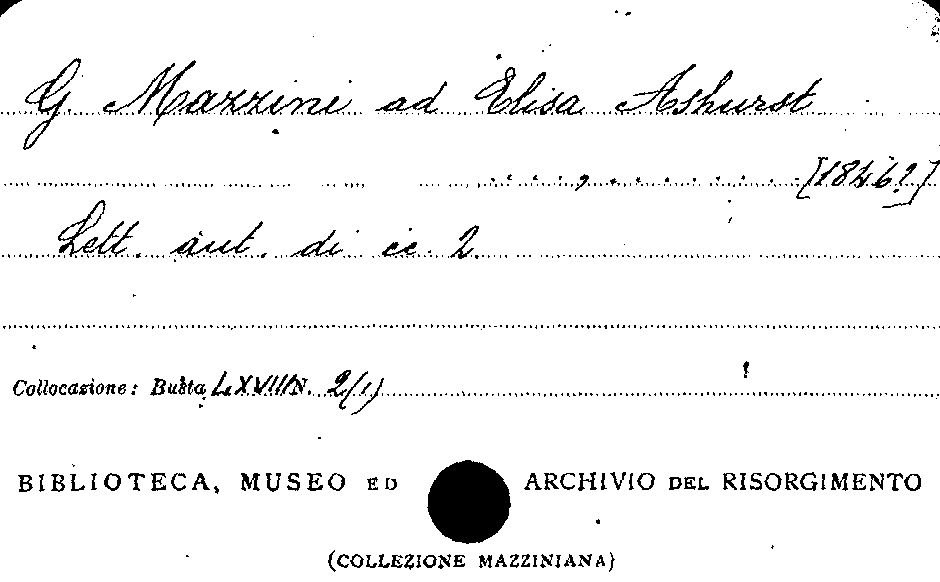 G. Mazzini ad Elisa Ashurst
..., ... [1846?]
Lett. aut. di cc. 2.
Collocazione: Busta LXVIII N. 2(1)
BIBLIOTECA, MUSEO ED ARCHIVIO DEL RISORGIMENTO
(COLLEZIONE MAZZINIANA)